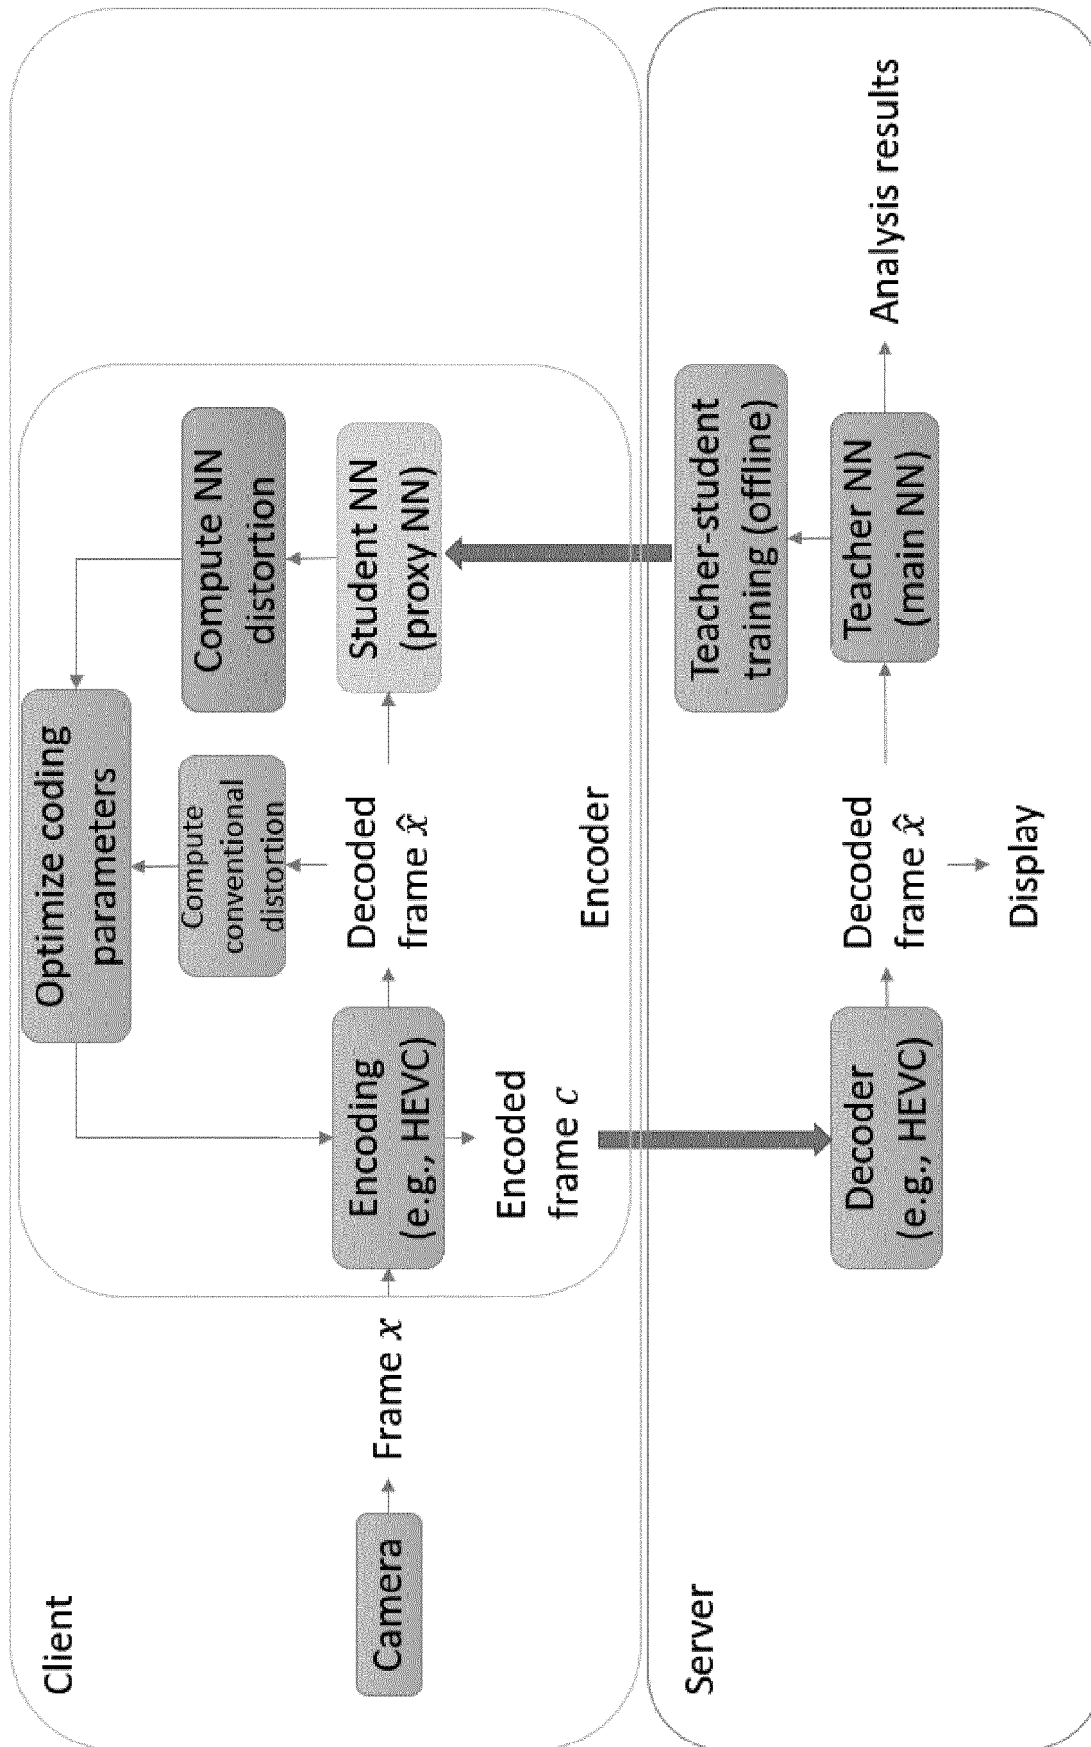 Client
Optimize coding
parameters
Compute
conventional
distortion
Compute NN
distortion
Camera
Frame x
Encoding
(e.g., HEVC)
Decoded
frame x̂
Student NN
(proxy NN)
Encoded
frame c
Encoder
Server
Teacher-student
training (offline)
Decoder
(e.g., HEVC)
Decoded
frame x̂
Teacher NN
(main NN)
Analysis results
Display